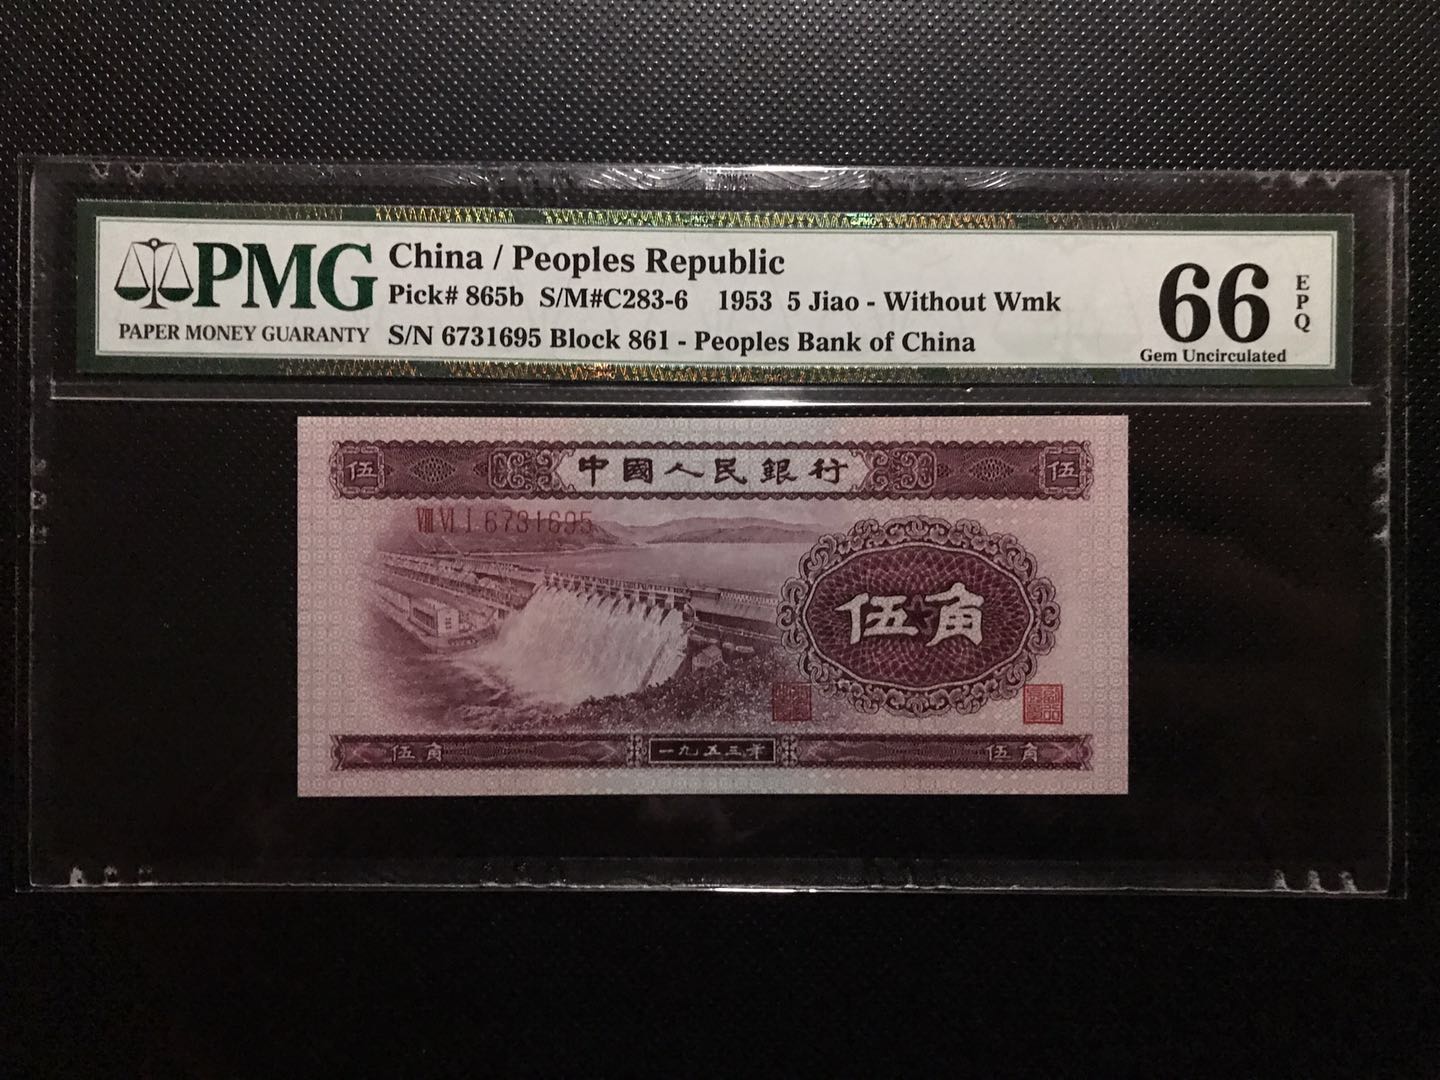 PMG
PAPER MONEY GUARANTY
China / Peoples Republic
Pick# 865b S/M#C283-6 1953 5 Jiao - Without Wmk
S/N 6731695 Block 861 - Peoples Bank of China
66
EPQ
Gem Uncirculated
伍 中國人民銀行 伍
VIII VI I 6731695
伍角
伍角 一九五三年 伍角